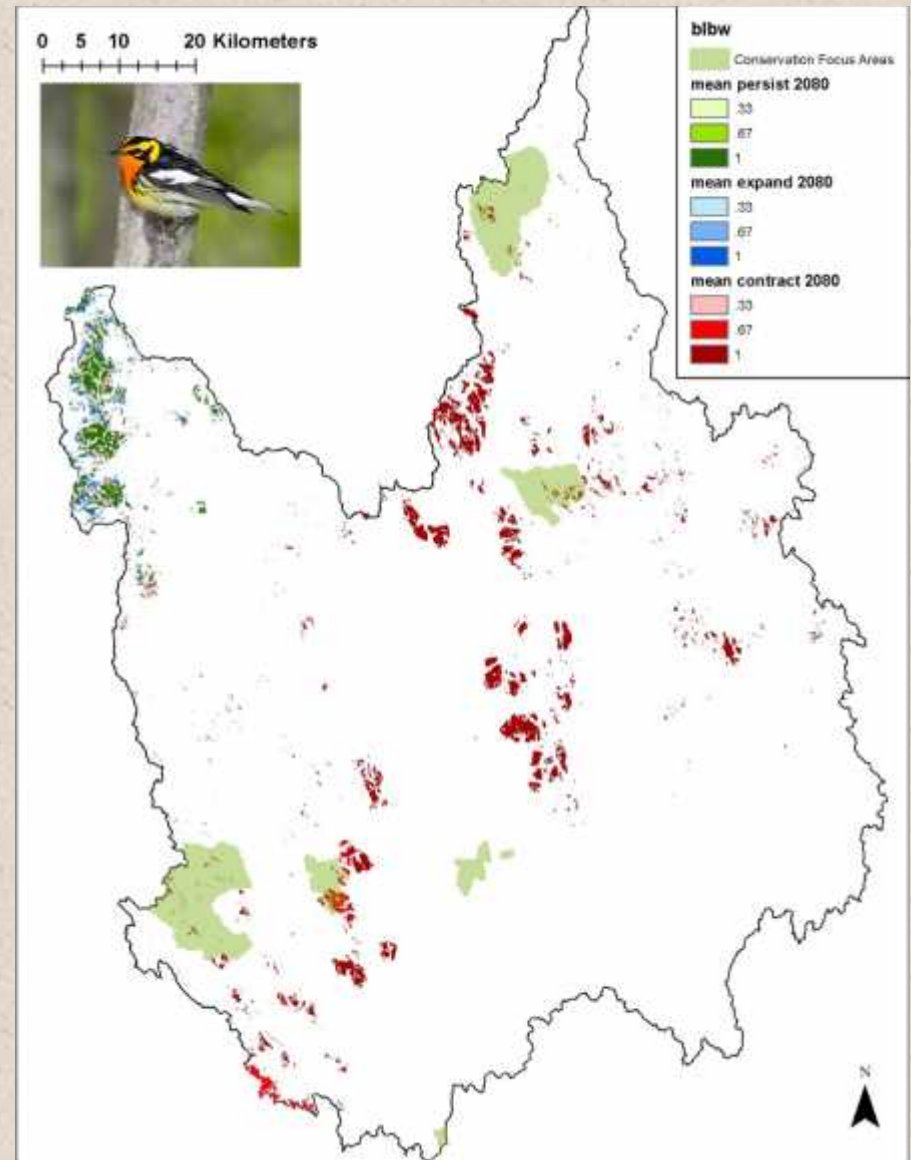 0 5 10 20 Kilometers
blbw
Conservation Focus Areas
mean persist 2080
.33
.67
1
mean expand 2080
.33
.67
1
mean contract 2080
.33
.67
1
N